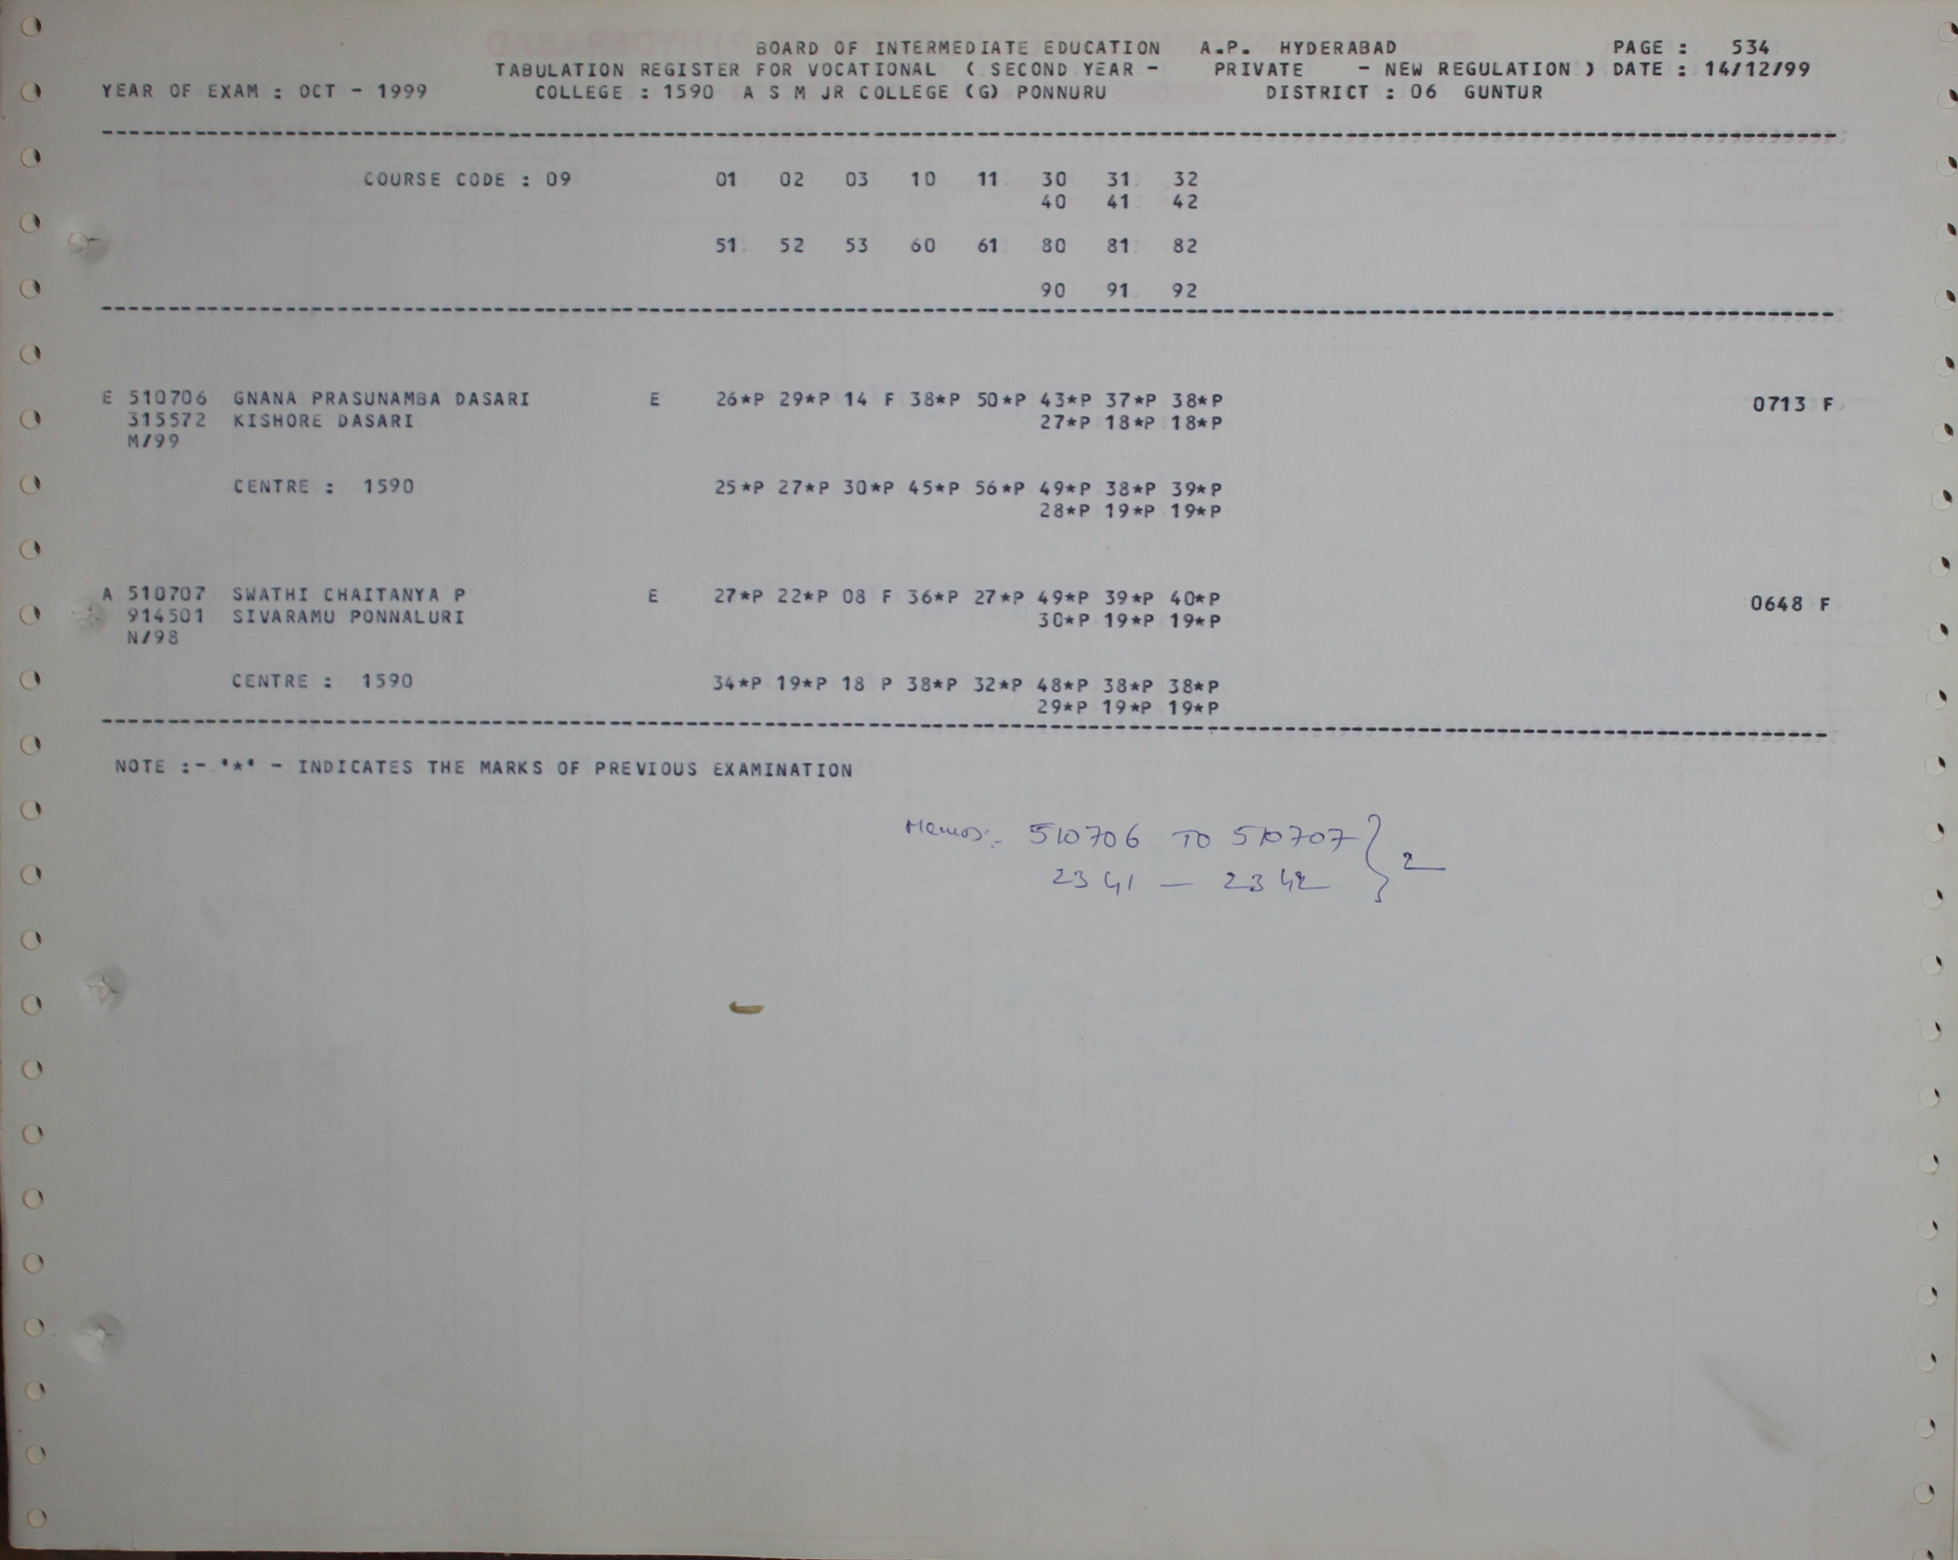 BOARD OF INTERMEDIATE EDUCATION A.P. HYDERABAD PAGE : 534
TABULATION REGISTER FOR VOCATIONAL ( SECOND YEAR - PRIVATE - NEW REGULATION ) DATE : 14/12/99
YEAR OF EXAM : OCT - 1999 COLLEGE : 1590 A S M JR COLLEGE (G) PONNURU DISTRICT : 06 GUNTUR
COURSE CODE : 09 01 02 03 10 11 30 31 32
40 41 42
51 52 53 60 61 80 81 82
90 91 92
E 510706 GNANA PRASUNAMBA DASARI E 26*P 29*P 14 F 38*P 50*P 43*P 37*P 38*P 0713 F
315572 KISHORE DASARI 27*P 18*P 18*P
M/99
CENTRE : 1590 25*P 27*P 30*P 45*P 56*P 49*P 38*P 39*P
28*P 19*P 19*P
A 510707 SWATHI CHAITANYA P E 27*P 22*P 08 F 36*P 27*P 49*P 39*P 40*P 0648 F
914501 SIVARAMU PONNALURI 30*P 19*P 19*P
N/98
CENTRE : 1590 34*P 19*P 18 P 38*P 32*P 48*P 38*P 38*P
29*P 19*P 19*P
NOTE :- '*' - INDICATES THE MARKS OF PREVIOUS EXAMINATION
Memos:- 510706 TO 510707 } 2
2341 — 2342